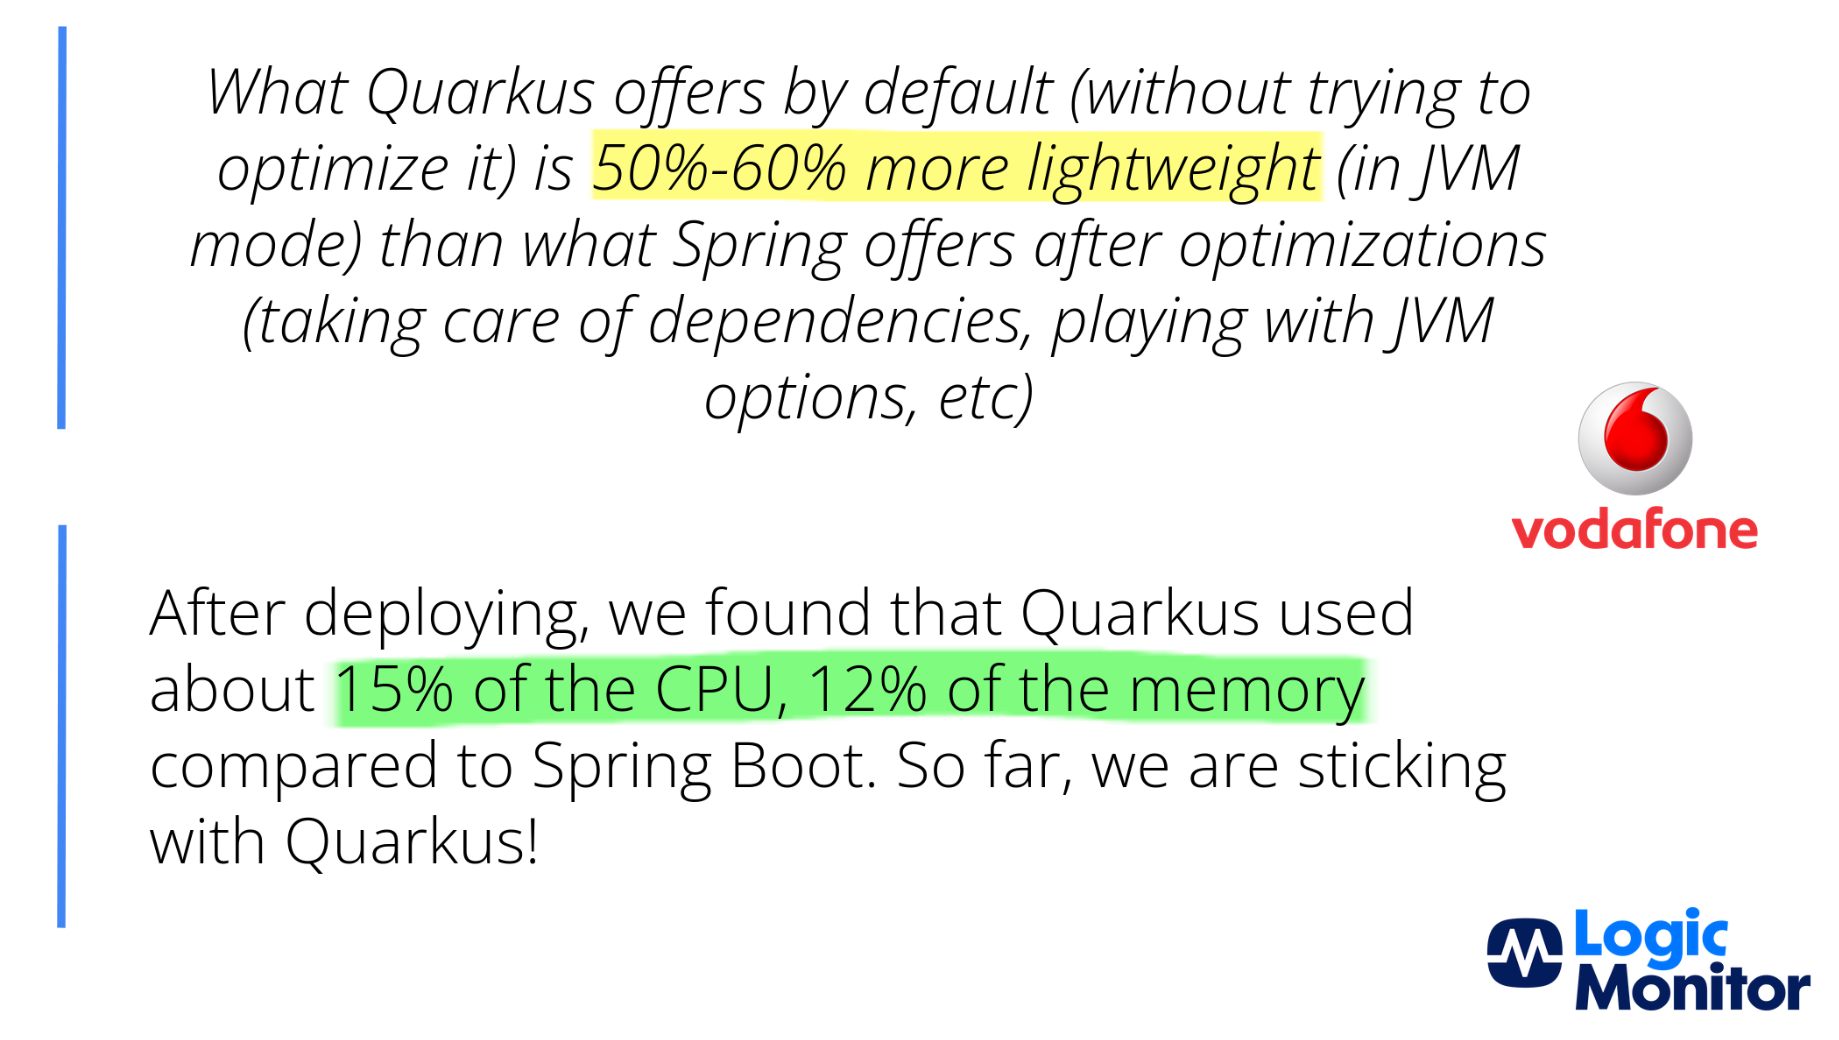 What Quarkus offers by default (without trying to
optimize it) is 50%-60% more lightweight (in JVM
mode) than what Spring offers after optimizations
(taking care of dependencies, playing with JVM
options, etc)
vodafone
After deploying, we found that Quarkus used
about 15% of the CPU, 12% of the memory
compared to Spring Boot. So far, we are sticking
with Quarkus!
Logic
Monitor